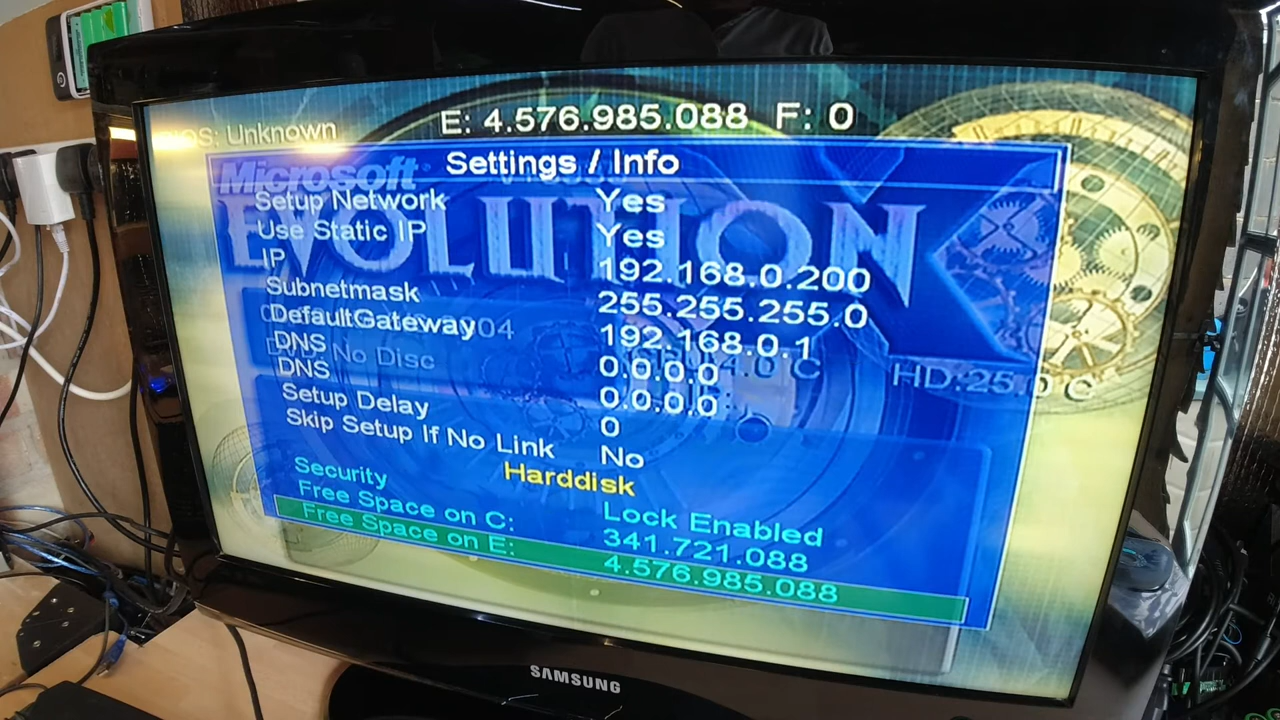 OS: Unknown
E: 4.576.985.088 F: 0
Settings / Info
Microsoft
EVOLUTION X
Setup Network Yes
Use Static IP Yes
IP 192.168.0.200
Subnetmask 255.255.255.0
DefaultGateway 192.168.0.1
DNS 0.0.0.0
No Disc
HD:25.0 C
DNS 0.0.0.0
Setup Delay 0
Skip Setup If No Link No
Harddisk
Security Lock Enabled
Free Space on C: 341.721.088
Free Space on E: 4.576.985.088
SAMSUNG